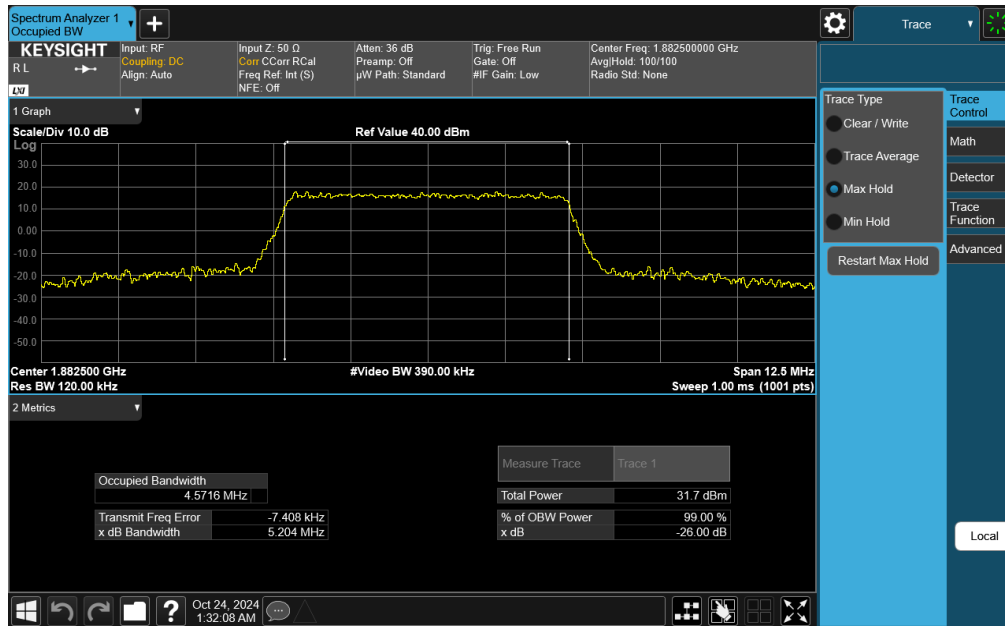 Spectrum Analyzer 1
Occupied BW
Trace
KEYSIGHT
R L
LXI
Input: RF
Coupling: DC
Align: Auto
Input Z: 50 Ω
Corr CCorr RCal
Freq Ref: Int (S)
NFE: Off
Atten: 36 dB
Preamp: Off
µW Path: Standard
Trig: Free Run
Gate: Off
#IF Gain: Low
Center Freq: 1.882500000 GHz
Avg|Hold: 100/100
Radio Std: None
1 Graph
Scale/Div 10.0 dB
Ref Value 40.00 dBm
Log
30.0
20.0
10.0
0.00
-10.0
-20.0
-30.0
-40.0
-50.0
Center 1.882500 GHz
#Video BW 390.00 kHz
Span 12.5 MHz
Res BW 120.00 kHz
Sweep 1.00 ms (1001 pts)
2 Metrics
Occupied Bandwidth
4.5716 MHz
Transmit Freq Error -7.408 kHz
x dB Bandwidth 5.204 MHz
Measure Trace Trace 1
Total Power 31.7 dBm
% of OBW Power 99.00 %
x dB -26.00 dB
Trace Type
Clear / Write
Trace Average
Max Hold
Min Hold
Restart Max Hold
Trace
Control
Math
Detector
Trace
Function
Advanced
Local
?
Oct 24, 2024
1:32:08 AM